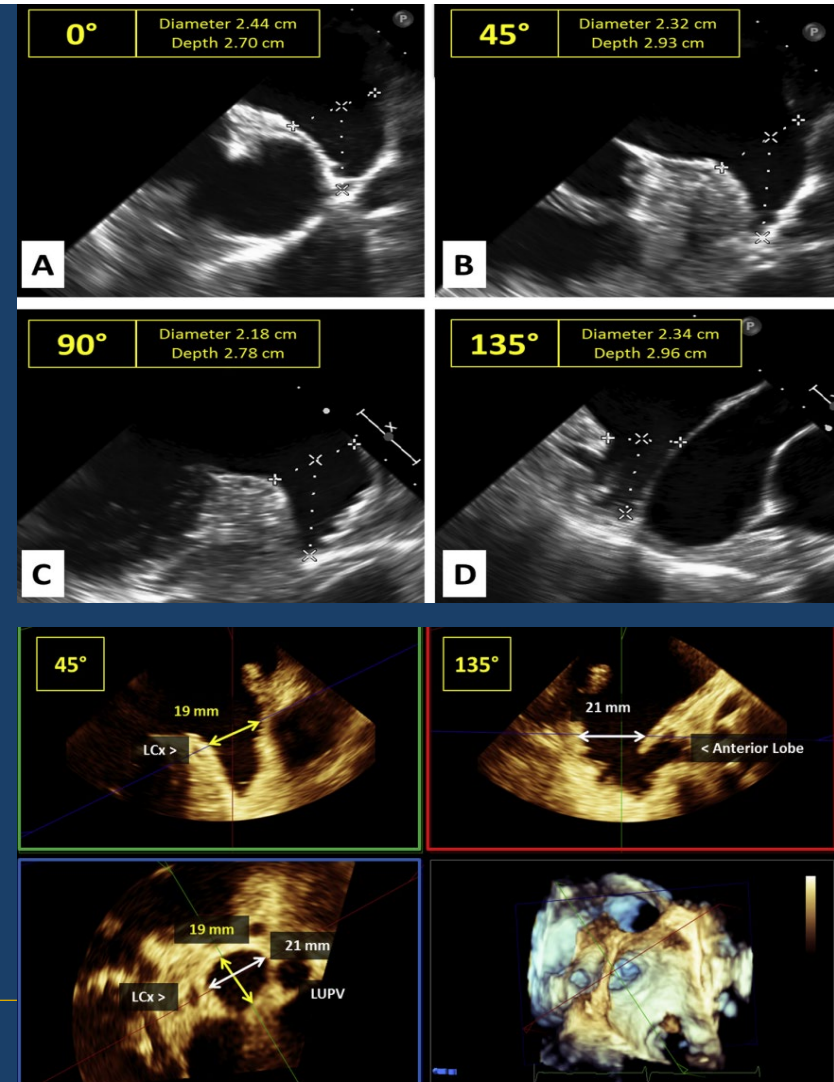 0°
Diameter 2.44 cm
Depth 2.70 cm
P
A
45°
Diameter 2.32 cm
Depth 2.93 cm
P
B
90°
Diameter 2.18 cm
Depth 2.78 cm
C
135°
Diameter 2.34 cm
Depth 2.96 cm
P
D
45°
19 mm
LCx >
135°
21 mm
< Anterior Lobe
19 mm
21 mm
LCx >
LUPV